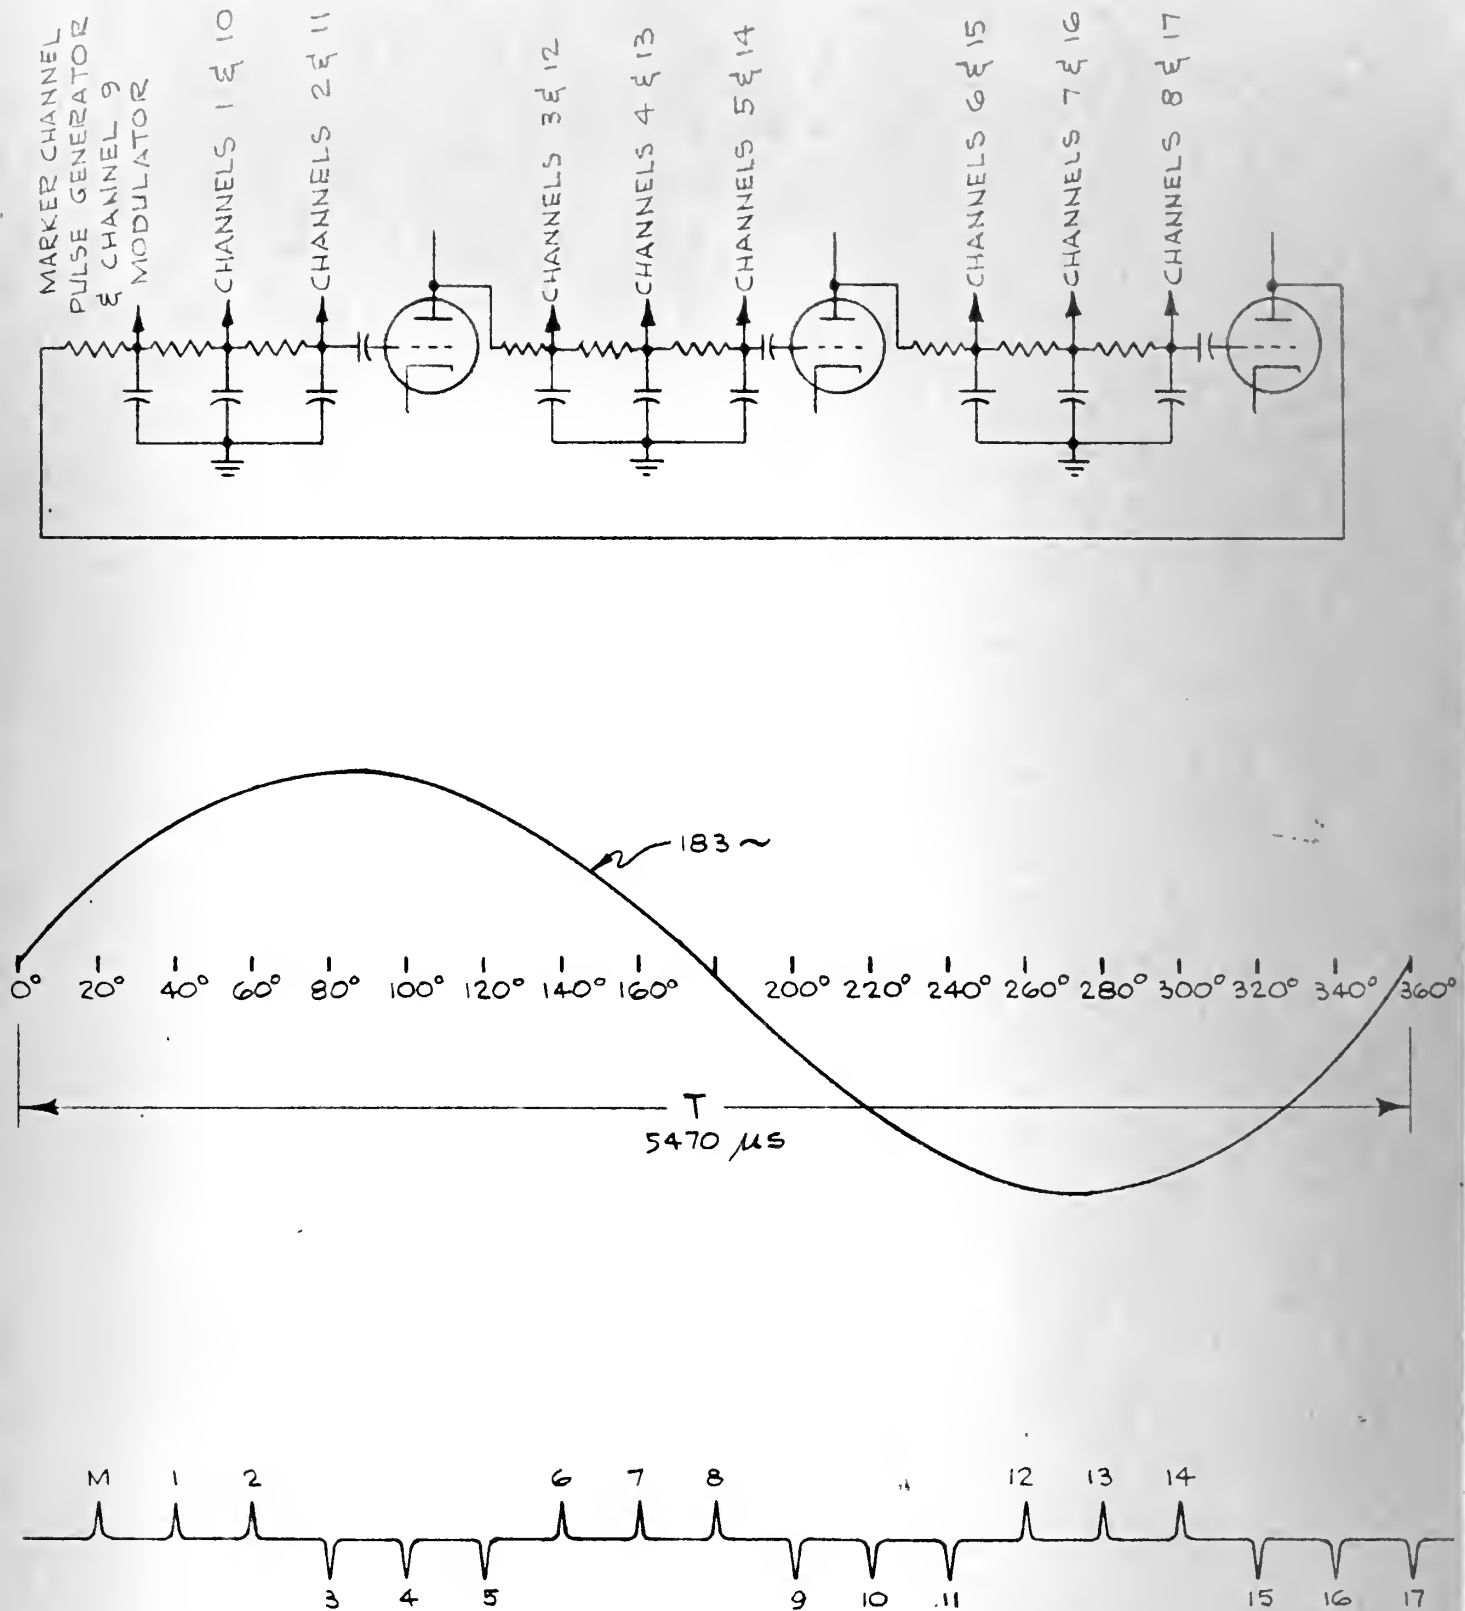 MARKER CHANNEL
PULSE GENERATOR
& CHANNEL 9
MODULATOR
CHANNELS 1 & 10
CHANNELS 2 & 11
CHANNELS 3 & 12
CHANNELS 4 & 13
CHANNELS 5 & 14
CHANNELS 6 & 15
CHANNELS 7 & 16
CHANNELS 8 & 17
183 ~
0° 20° 40° 60° 80° 100° 120° 140° 160° 200° 220° 240° 260° 280° 300° 320° 340° 360°
T
5470 μs
M 1 2 6 7 8 12 13 14
3 4 5 9 10 11 15 16 17